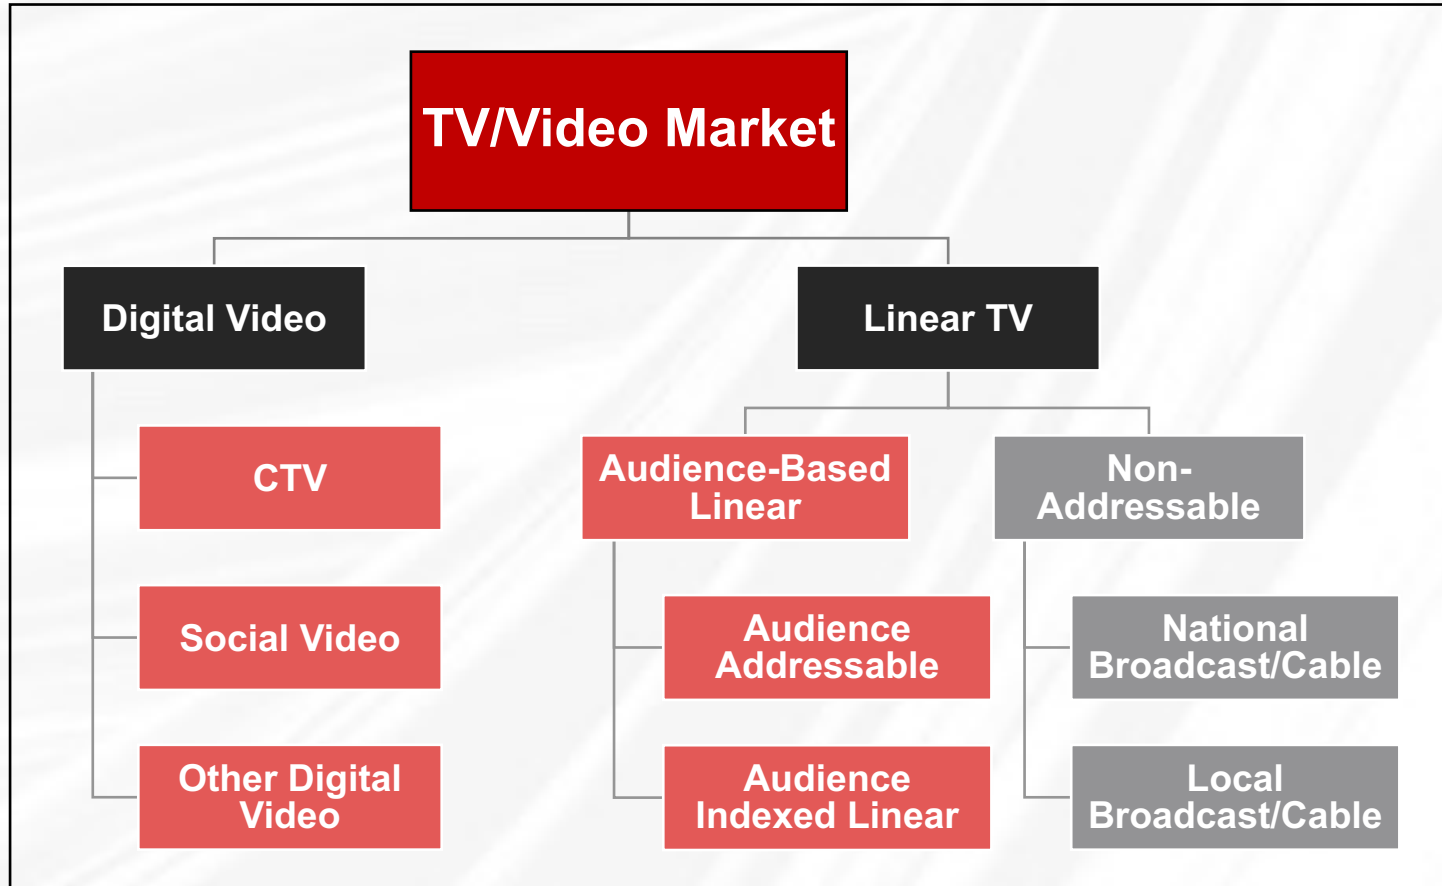 TV/Video Market
Digital Video
Linear TV
CTV
Social Video
Other Digital
Video
Audience-Based
Linear
Audience
Addressable
Audience
Indexed Linear
Non-
Addressable
National
Broadcast/Cable
Local
Broadcast/Cable